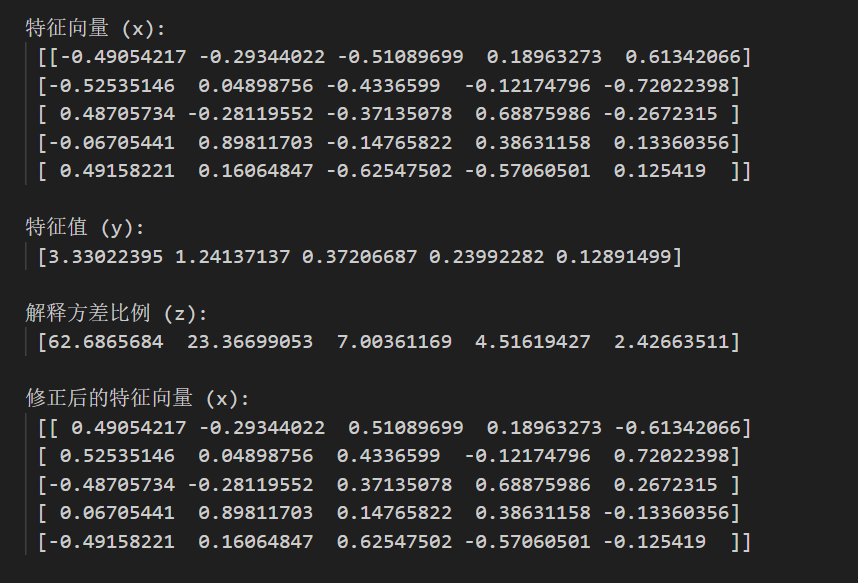 特征向量 (x):
[[-0.49054217 -0.29344022 -0.51089699  0.18963273  0.61342066]
[-0.52535146  0.04898756 -0.4336599  -0.12174796 -0.72022398]
[ 0.48705734 -0.28119552 -0.37135078  0.68875986 -0.2672315 ]
[-0.06705441  0.89811703 -0.14765822  0.38631158  0.13360356]
[ 0.49158221  0.16064847 -0.62547502 -0.57060501  0.125419  ]]
特征值 (y):
[3.33022395 1.24137137 0.37206687 0.23992282 0.12891499]
解释方差比例 (z):
[62.6865684  23.36699053  7.00361169  4.51619427  2.42663511]
修正后的特征向量 (x):
[[ 0.49054217 -0.29344022  0.51089699  0.18963273 -0.61342066]
[ 0.52535146  0.04898756  0.4336599  -0.12174796  0.72022398]
[-0.48705734 -0.28119552  0.37135078  0.68875986  0.2672315 ]
[ 0.06705441  0.89811703  0.14765822  0.38631158 -0.13360356]
[-0.49158221  0.16064847  0.62547502 -0.57060501 -0.125419  ]]